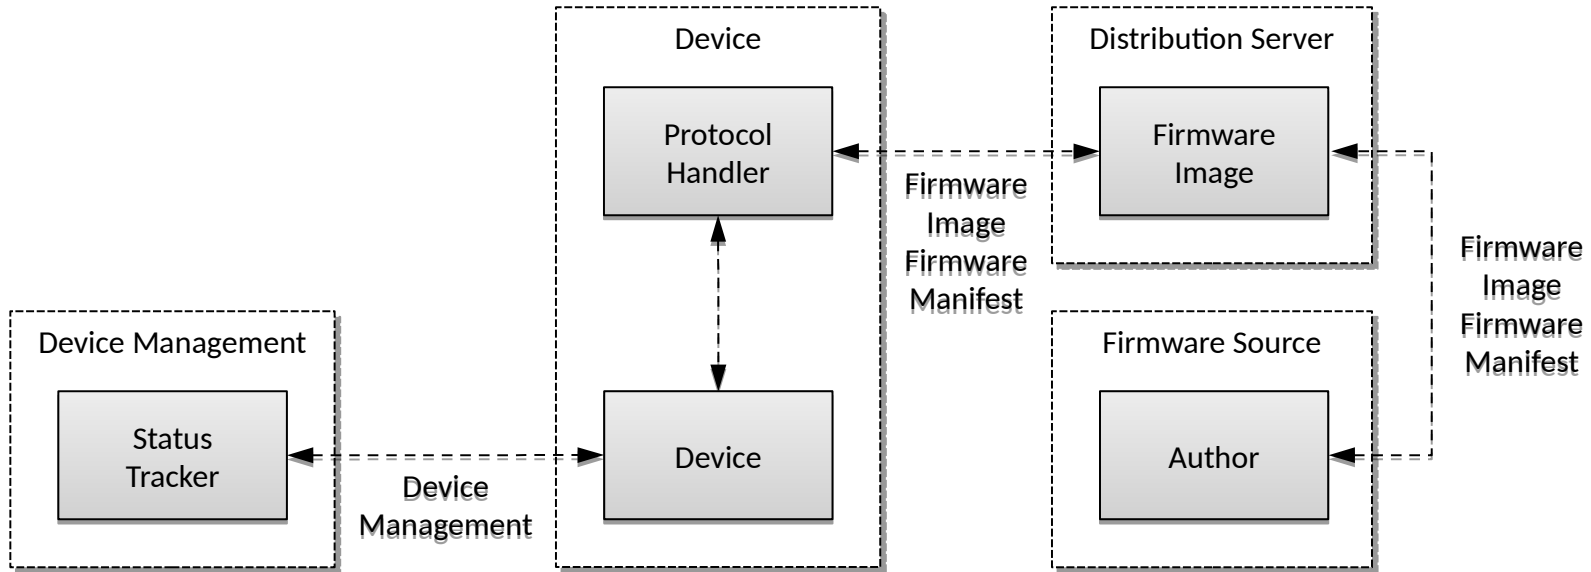 Device
Protocol
Handler
Distribution Server
Firmware
Image
Firmware
Image
Firmware
Manifest
Firmware
Image
Firmware
Manifest
Device Management
Status
Tracker
Device
Management
Device
Firmware Source
Author